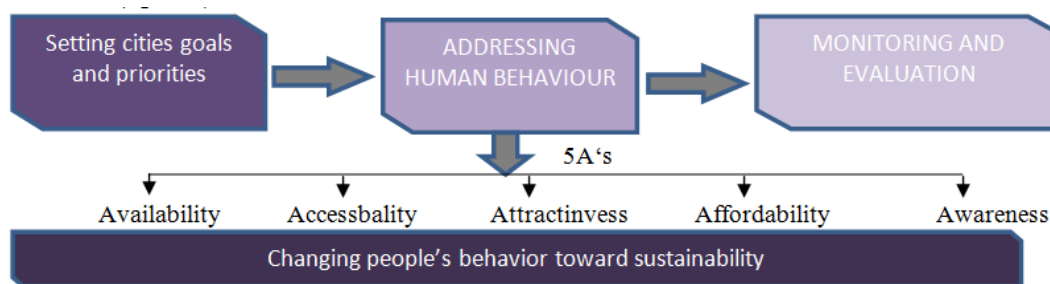 Setting cities goals
and priorities
ADDRESSING
HUMAN BEHAVIOUR
MONITORING AND
EVALUATION
5A‘s
Availability
Accessbality
Attractinvess
Affordability
Awareness
Changing people’s behavior toward sustainability